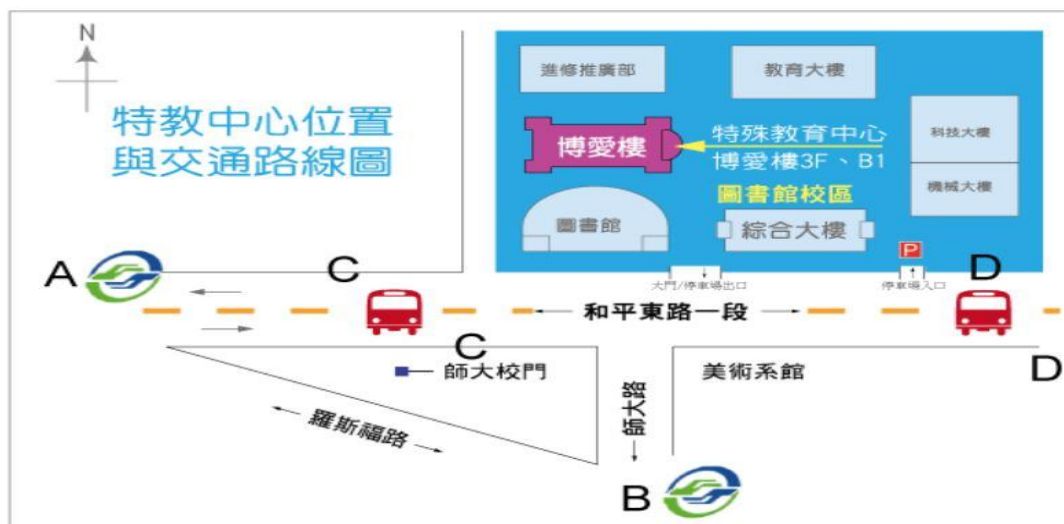 N
特教中心位置
與交通路線圖
進修推廣部
教育大樓
博愛樓
特殊教育中心
博愛樓3F、B1
科技大樓
機械大樓
圖書館校區
圖書館
綜合大樓
P
A
C
D
大門/停車場出口
停車場入口
和平東路一段
C
D
師大校門
美術系館
羅斯福路
師大路
B